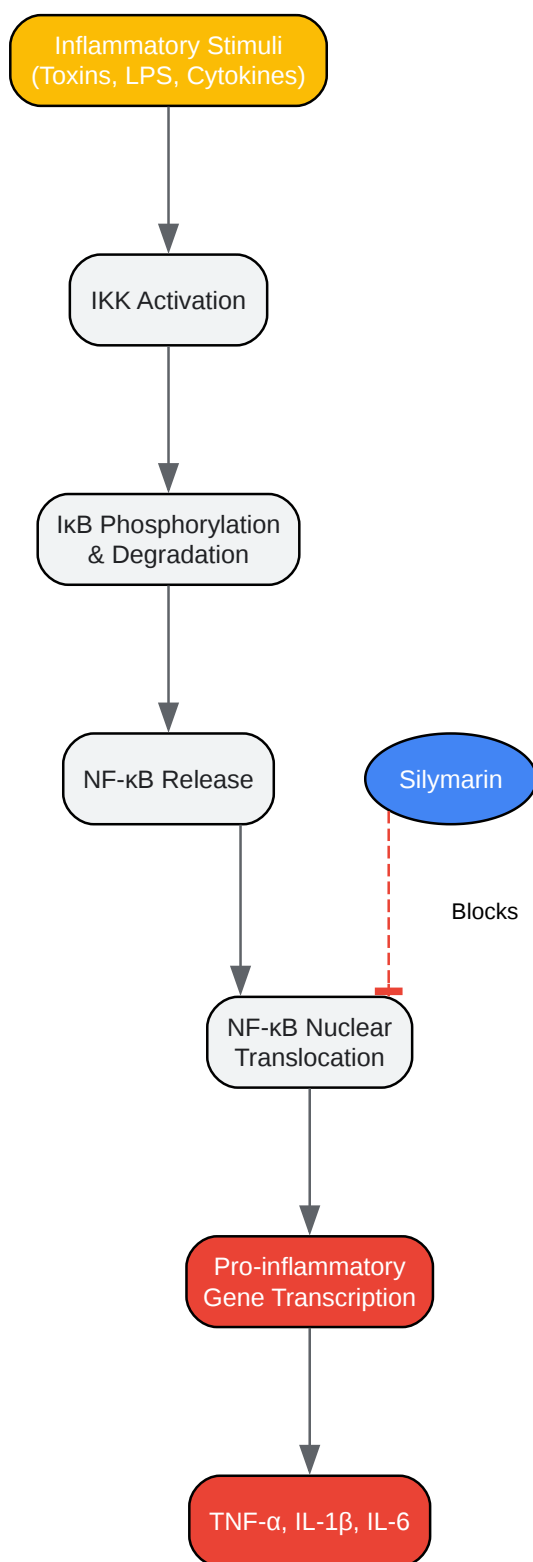 Inflammatory Stimuli
(Toxins, LPS, Cytokines)
IKK Activation
IκB Phosphorylation
& Degradation
NF-κB Release
Silymarin
Blocks
NF-κB Nuclear
Translocation
Pro-inflammatory
Gene Transcription
TNF-α, IL-1β, IL-6